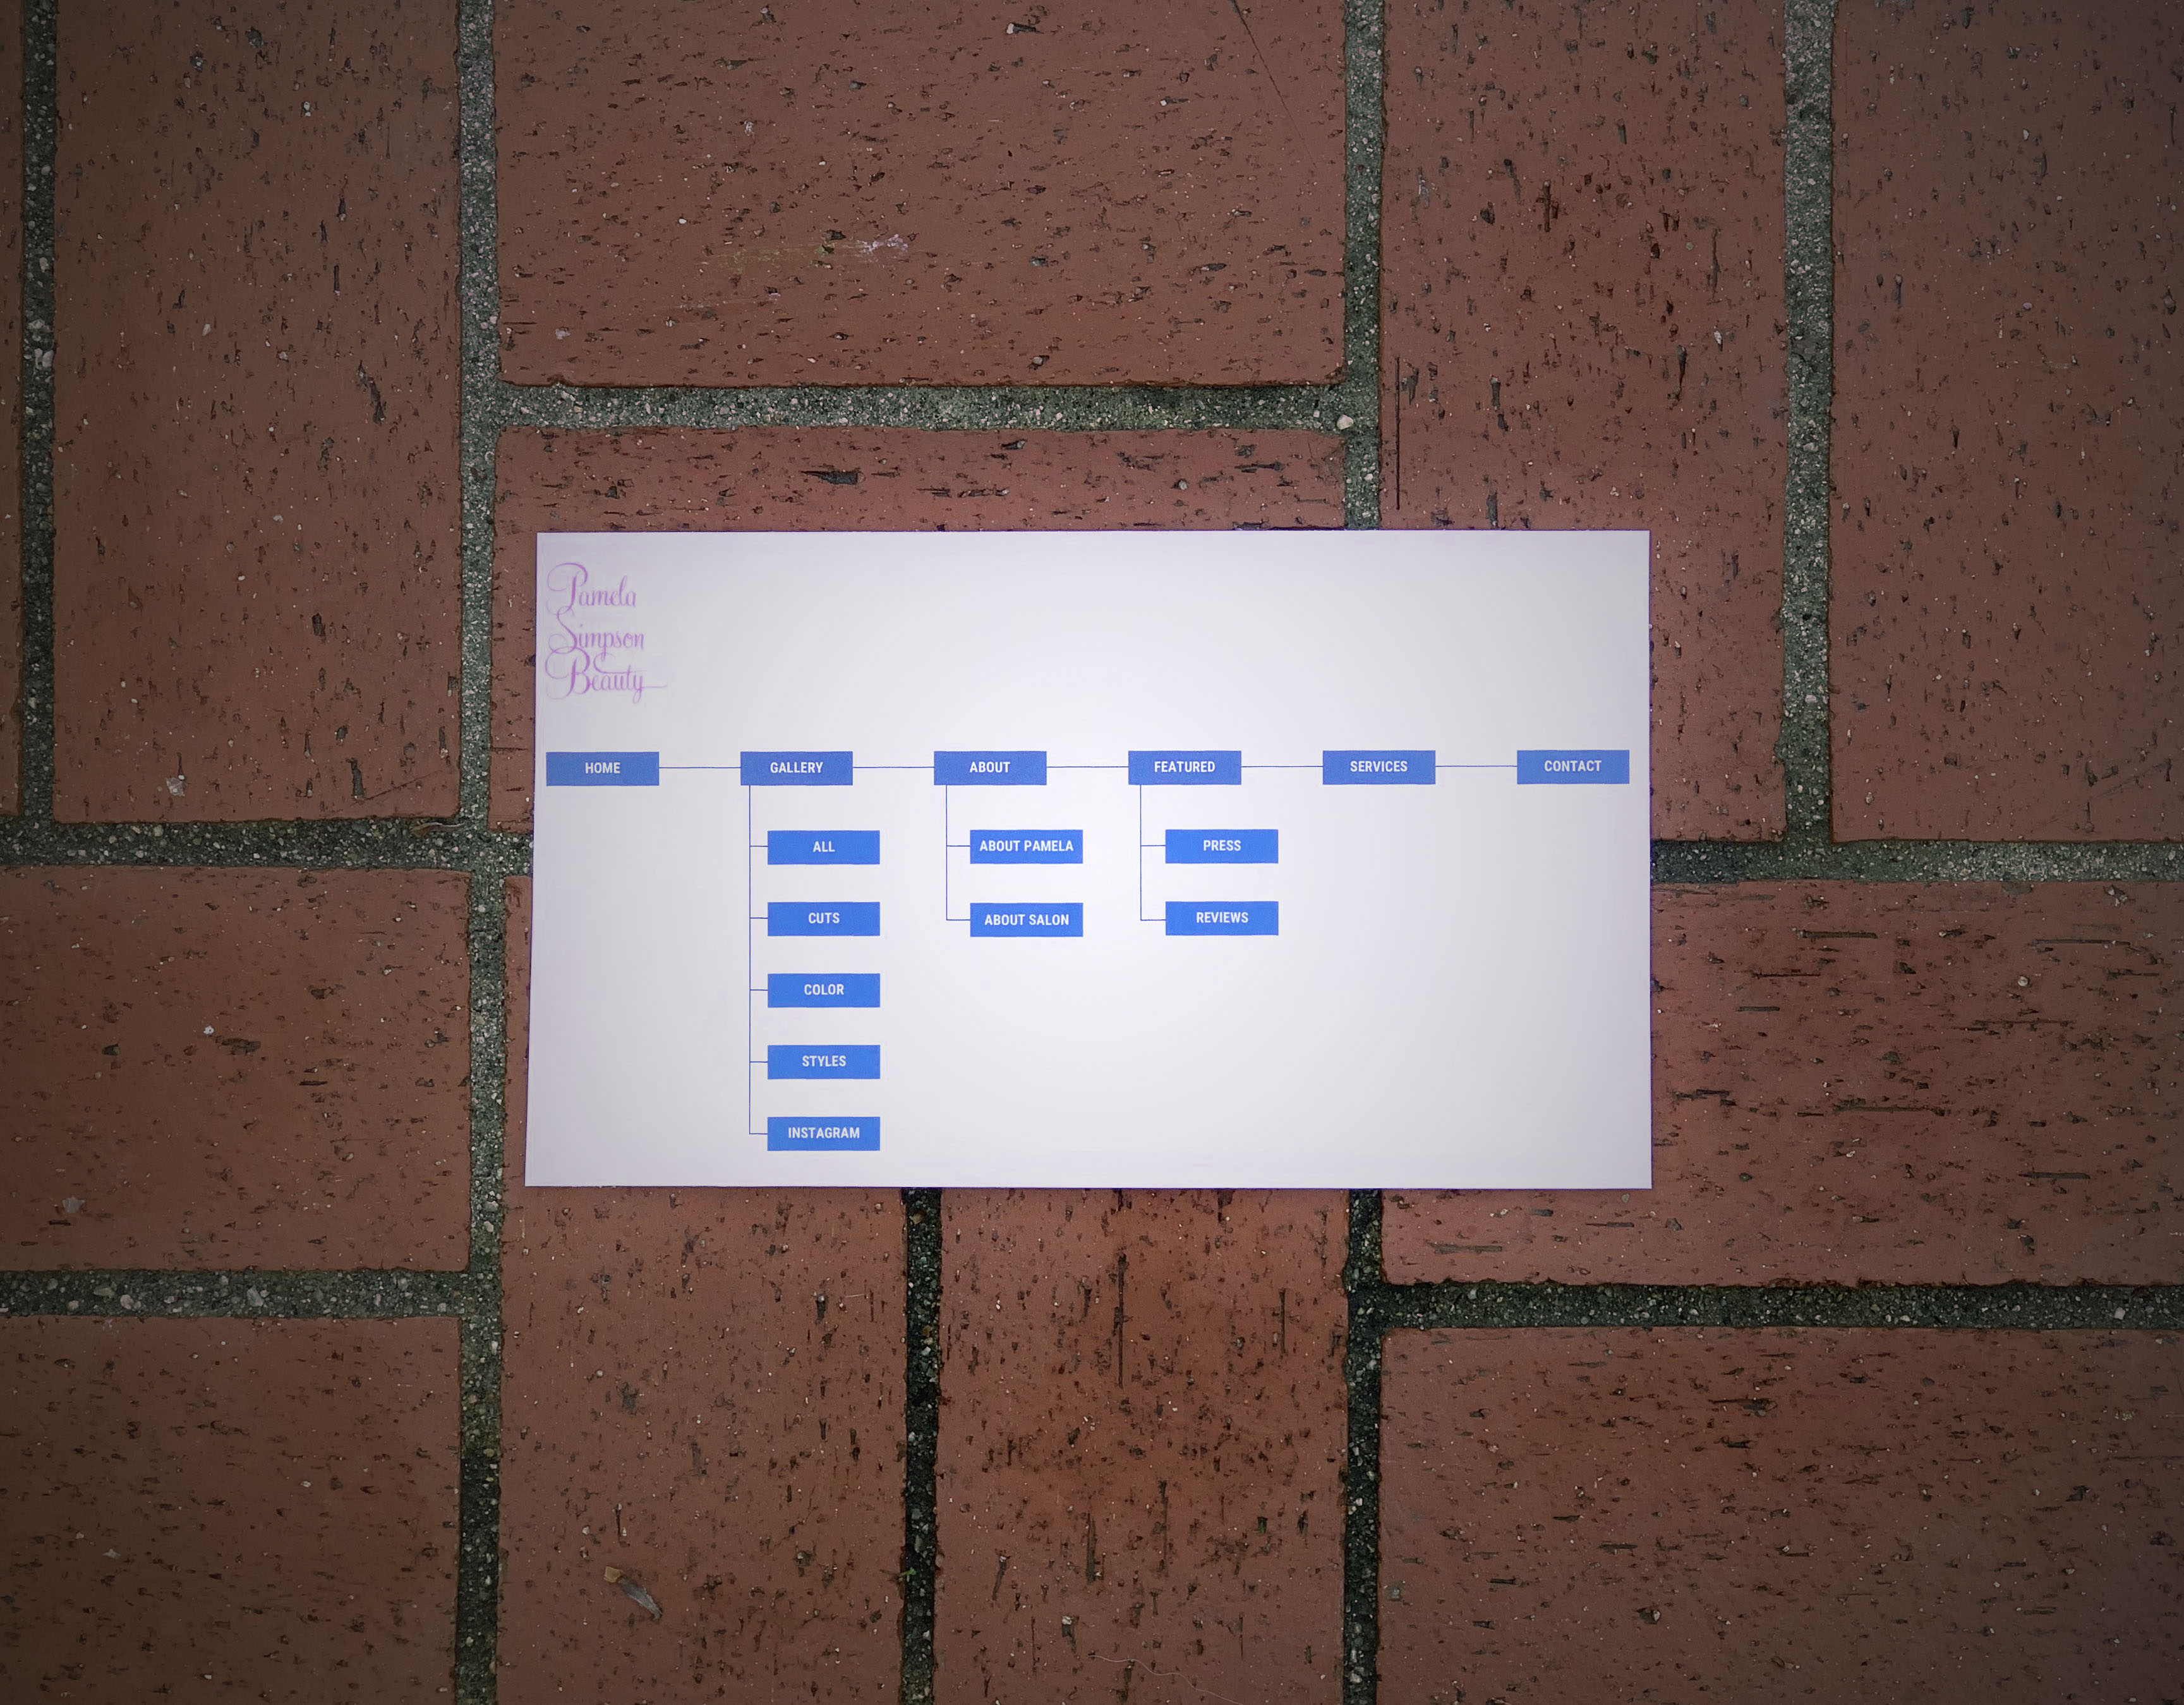 Pamela
Simpson
Beauty
HOME
GALLERY
ABOUT
FEATURED
SERVICES
CONTACT
ALL
ABOUT PAMELA
PRESS
CUTS
ABOUT SALON
REVIEWS
COLOR
STYLES
INSTAGRAM